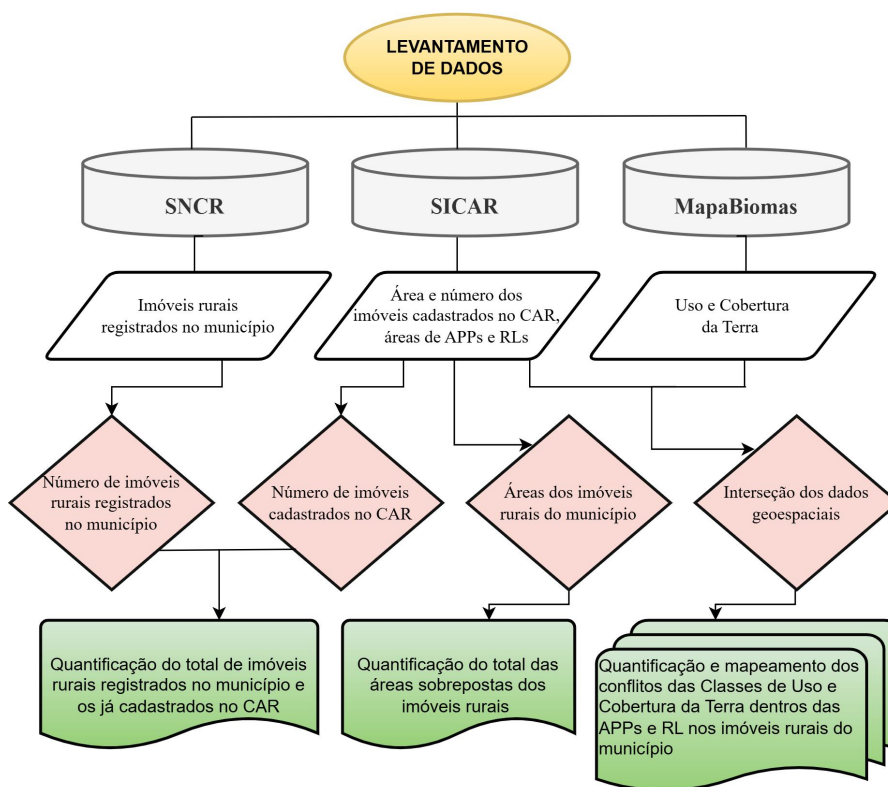 LEVANTAMENTO
DE DADOS
SNCR
SICAR
MapaBiomas
Imóveis rurais
registrados no município
Área e número dos
imóveis cadastrados no CAR,
áreas de APPs e RLs
Uso e Cobertura
da Terra
Número de imóveis
rurais registrados
no município
Número de imóveis
cadastrados no CAR
Áreas dos imóveis
rurais do município
Interseção dos dados
geoespaciais
Quantificação do total de imóveis
rurais registrados no município e
os já cadastrados no CAR
Quantificação do total das
áreas sobrepostas dos
imóveis rurais
Quantificação e mapeamento dos
conflitos das Classes de Uso e
Cobertura da Terra dentros das
APPs e RL nos imóveis rurais do
município